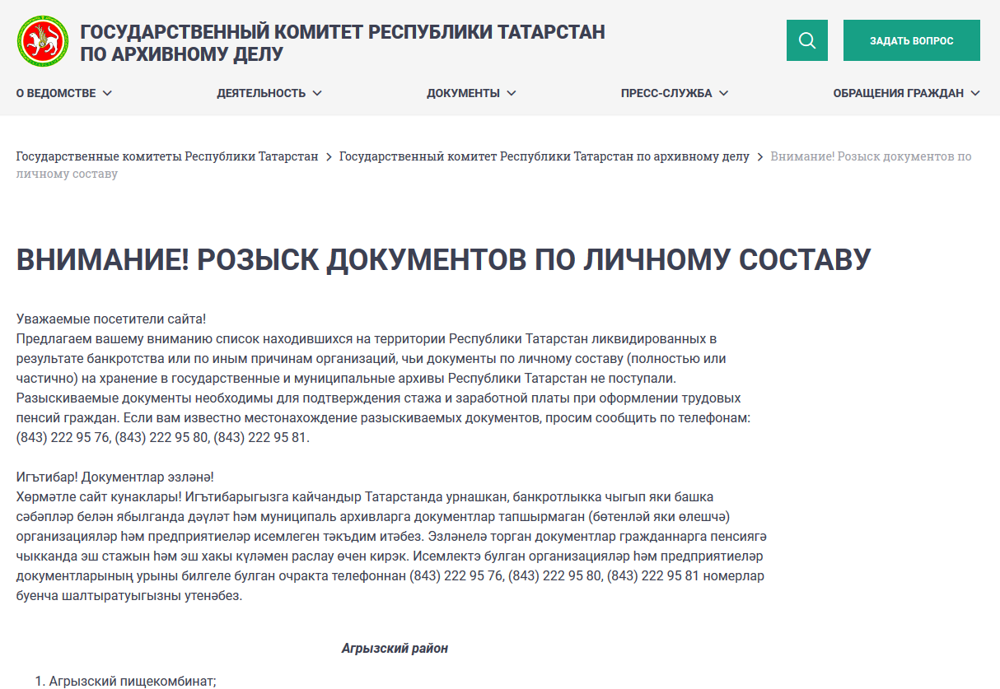 ГОСУДАРСТВЕННЫЙ КОМИТЕТ РЕСПУБЛИКИ ТАТАРСТАН
ПО АРХИВНОМУ ДЕЛУ
ЗАДАТЬ ВОПРОС
О ВЕДОМСТВЕ ДЕЯТЕЛЬНОСТЬ ДОКУМЕНТЫ ПРЕСС-СЛУЖБА ОБРАЩЕНИЯ ГРАЖДАН
Государственные комитеты Республики Татарстан > Государственный комитет Республики Татарстан по архивному делу > Внимание! Розыск документов по
личному составу
ВНИМАНИЕ! РОЗЫСК ДОКУМЕНТОВ ПО ЛИЧНОМУ СОСТАВУ
Уважаемые посетители сайта!
Предлагаем вашему вниманию список находившихся на территории Республики Татарстан ликвидированных в
результате банкротства или по иным причинам организаций, чьи документы по личному составу (полностью или
частично) на хранение в государственные и муниципальные архивы Республики Татарстан не поступали.
Разыскиваемые документы необходимы для подтверждения стажа и заработной платы при оформлении трудовых
пенсий граждан. Если вам известно местонахождение разыскиваемых документов, просим сообщить по телефонам:
(843) 222 95 76, (843) 222 95 80, (843) 222 95 81.
Игътибар! Документлар эзләнә!
Хөрмәтле сайт кунаклары! Игътибарыгызга кайчандыр Татарстанда урнашкан, банкротлыкка чыгып яки башка
сәбәпләр белән ябылганда дәүләт һәм муниципаль архивларга документлар тапшырмаган (бөтенләй яки өлешчә)
организацияләр һәм предприятиеләр исемлеген тәкъдим итәбез. Эзләнелә торган документлар гражданнарга пенсиягә
чыкканда эш стажын һәм эш хакы күләмен раслау өчен кирәк. Исемлектэ булган организацияләр һәм предприятиеләр
документларының урыны билгеле булган очракта телефоннан (843) 222 95 76, (843) 222 95 80, (843) 222 95 81 номерлар
буенча шалтыратуыгызны утенәбез.
Агрызский район
1. Агрызский пищекомбинат;